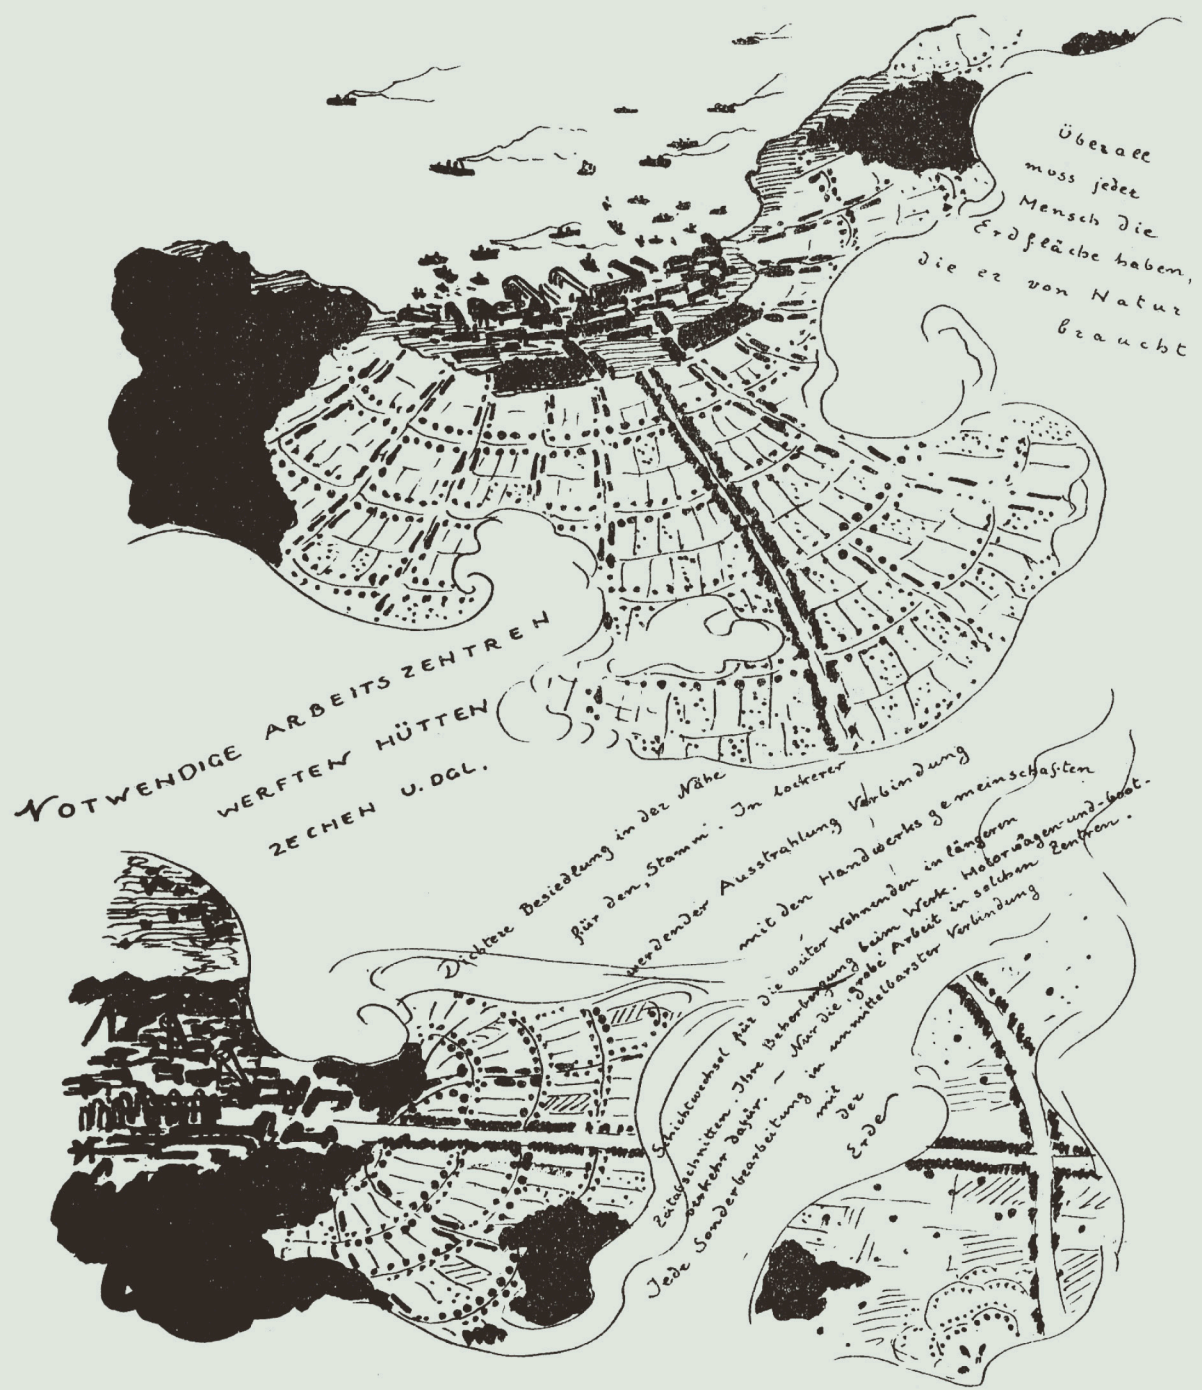 Überall
muss jeder
Mensch die
Erdfläche haben,
die er von Natur
braucht
NOTWENDIGE ARBEITSZENTREN
WERFTEN HÜTTEN
ZECHEN U. DGL.
Dichtere Besiedlung in der Nähe
für den ‚Stamm‘. In lockerer
werdender Ausstrahlung Verbindung
mit den Handwerksgemeinschaften
Schichtwechsel für die weiter Wohnenden in längeren
Zeitabschnitten. Ihre Beherbergung beim Werk. Motorwagen-und-boot-
verkehr dafür. – Nur die ‚grobe‘ Arbeit in solchen Zentren.
Jede Sonderbearbeitung in unmittelbarster Verbindung
mit
der
Erde